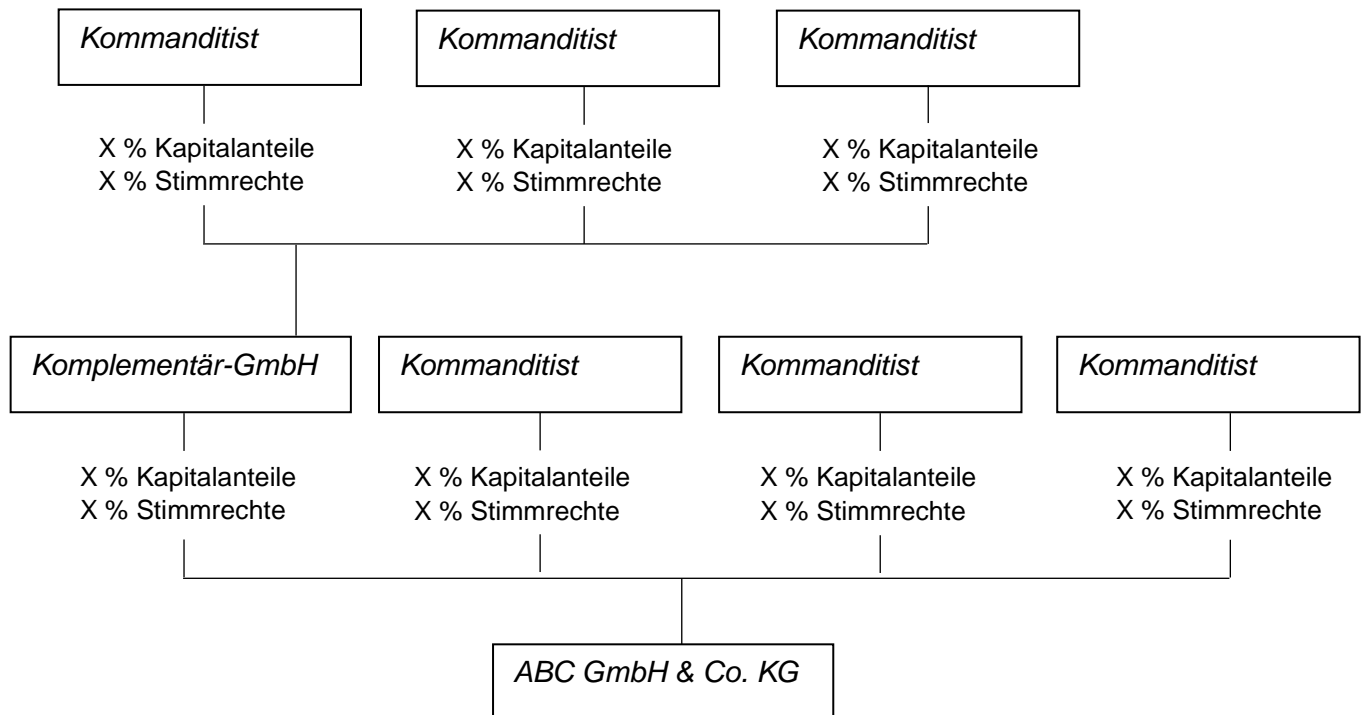 Kommanditist
Kommanditist
Kommanditist
X % Kapitalanteile
X % Stimmrechte
X % Kapitalanteile
X % Stimmrechte
X % Kapitalanteile
X % Stimmrechte
Komplementär-GmbH
Kommanditist
Kommanditist
Kommanditist
X % Kapitalanteile
X % Stimmrechte
X % Kapitalanteile
X % Stimmrechte
X % Kapitalanteile
X % Stimmrechte
X % Kapitalanteile
X % Stimmrechte
ABC GmbH & Co. KG